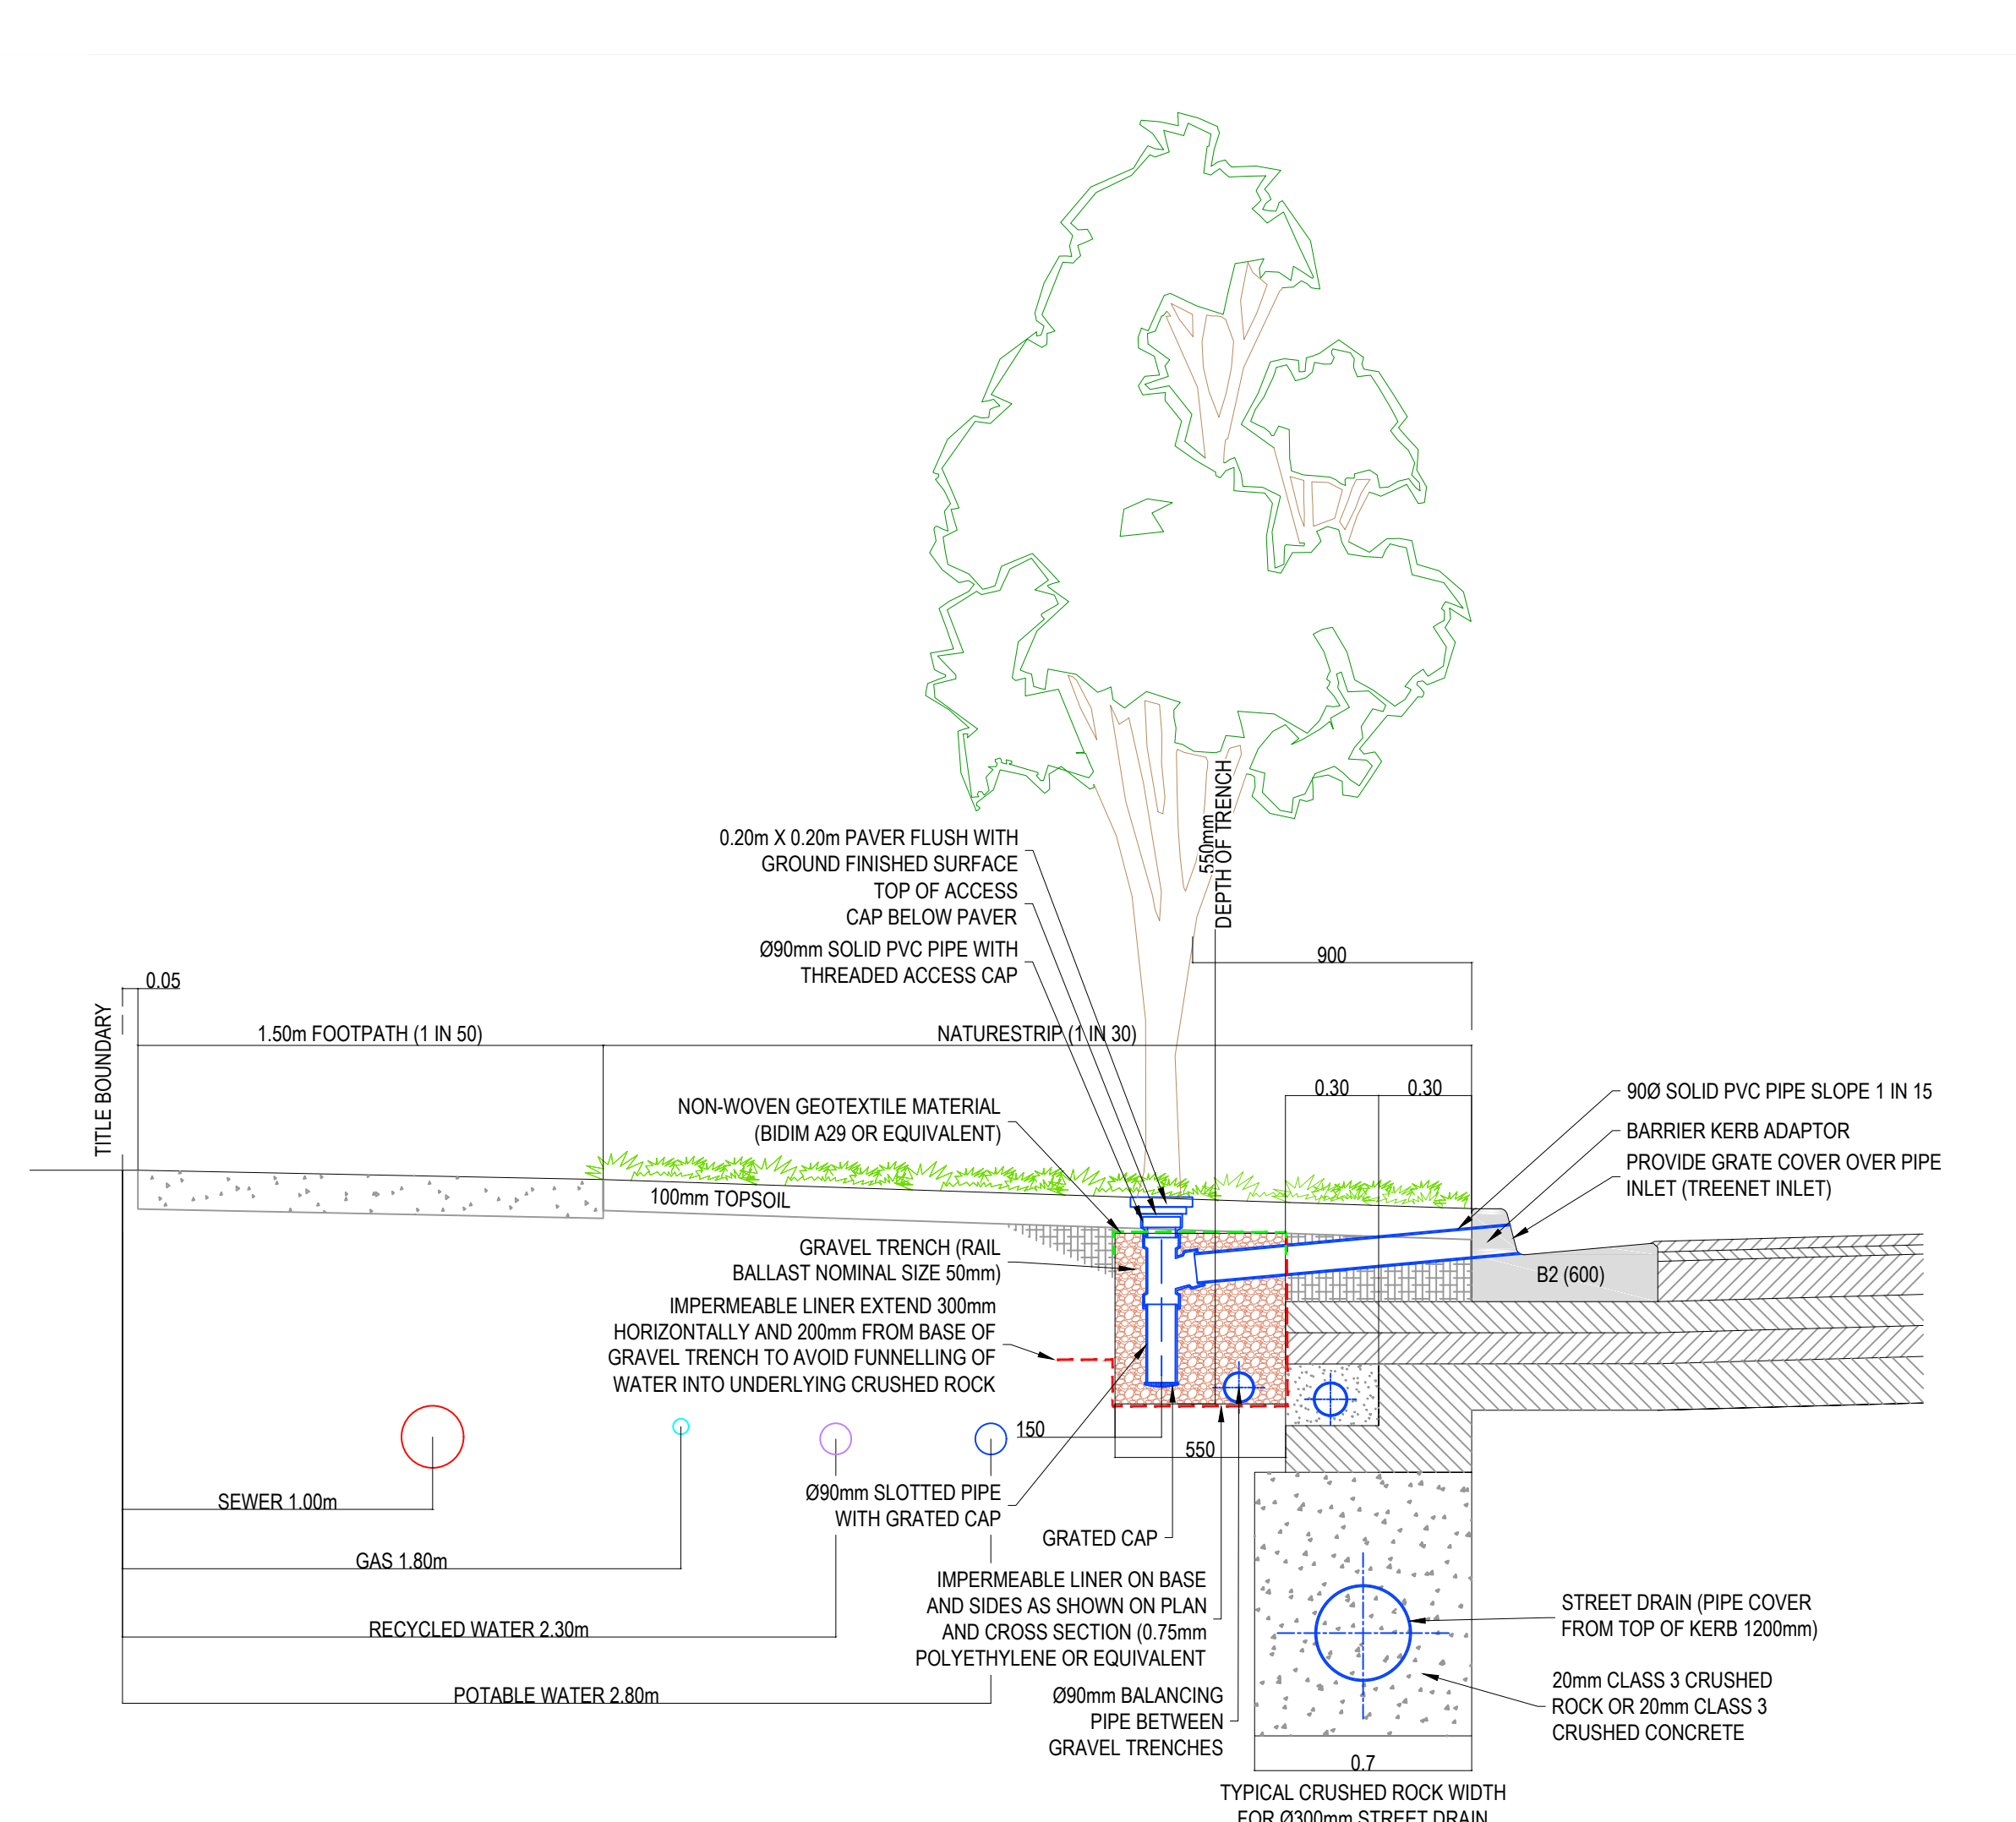 0.20m X 0.20m PAVER FLUSH WITH
GROUND FINISHED SURFACE
TOP OF ACCESS
CAP BELOW PAVER
Ø90mm SOLID PVC PIPE WITH
THREADED ACCESS CAP
550mm
DEPTH OF TRENCH
900
0.05
TITLE BOUNDARY
1.50m FOOTPATH (1 IN 50)
NATURESTRIP (1 IN 30)
0.30
0.30
NON-WOVEN GEOTEXTILE MATERIAL
(BIDIM A29 OR EQUIVALENT)
90Ø SOLID PVC PIPE SLOPE 1 IN 15
BARRIER KERB ADAPTOR
PROVIDE GRATE COVER OVER PIPE
INLET (TREENET INLET)
100mm TOPSOIL
GRAVEL TRENCH (RAIL
BALLAST NOMINAL SIZE 50mm)
B2 (600)
IMPERMEABLE LINER EXTEND 300mm
HORIZONTALLY AND 200mm FROM BASE OF
GRAVEL TRENCH TO AVOID FUNNELLING OF
WATER INTO UNDERLYING CRUSHED ROCK
150
550
SEWER 1.00m
Ø90mm SLOTTED PIPE
WITH GRATED CAP
GRATED CAP
GAS 1.80m
IMPERMEABLE LINER ON BASE
AND SIDES AS SHOWN ON PLAN
AND CROSS SECTION (0.75mm
POLYETHYLENE OR EQUIVALENT
RECYCLED WATER 2.30m
STREET DRAIN (PIPE COVER
FROM TOP OF KERB 1200mm)
POTABLE WATER 2.80m
Ø90mm BALANCING
PIPE BETWEEN
GRAVEL TRENCHES
20mm CLASS 3 CRUSHED
ROCK OR 20mm CLASS 3
CRUSHED CONCRETE
0.7
TYPICAL CRUSHED ROCK WIDTH
FOR Ø300mm STREET DRAIN